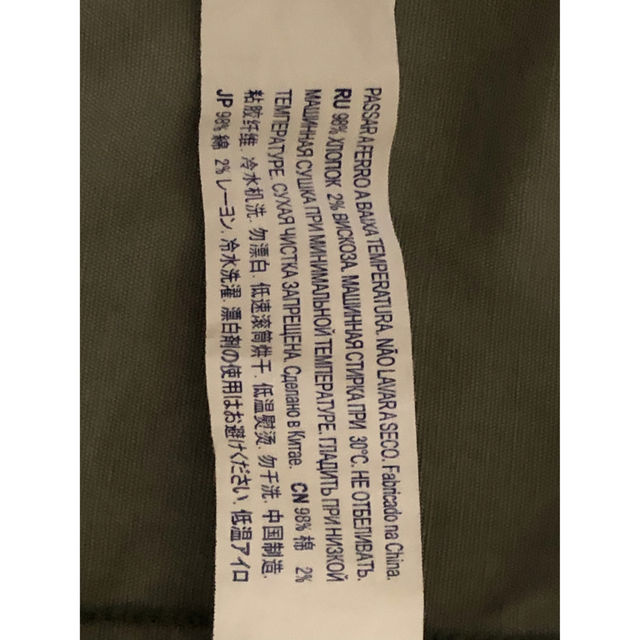 PASSAR A FERRO A BAIXA TEMPERATURA. NÃO LAVAR A SECO. Fabricado na China.
RU 98% ХЛОПОК 2% ВИСКОЗА. МАШИННАЯ СТИРКА ПРИ 30°C. НЕ ОТБЕЛИВАТЬ.
МАШИННАЯ СУШКА ПРИ МИНИМАЛЬНОЙ ТЕМПЕРАТУРЕ. ГЛАДИТЬ ПРИ НИЗКОЙ
ТЕМПЕРАТУРЕ. СУХАЯ ЧИСТКА ЗАПРЕЩЕНА. Сделано в Китае. CN 98% 棉 2%
粘胶纤维. 冷水机洗. 勿漂白. 低速滚筒烘干. 低温熨烫. 勿干洗. 中国制造.
JP 98% 綿 2% レーヨン. 冷水洗濯. 漂白剤の使用はお避けください. 低温アイロ